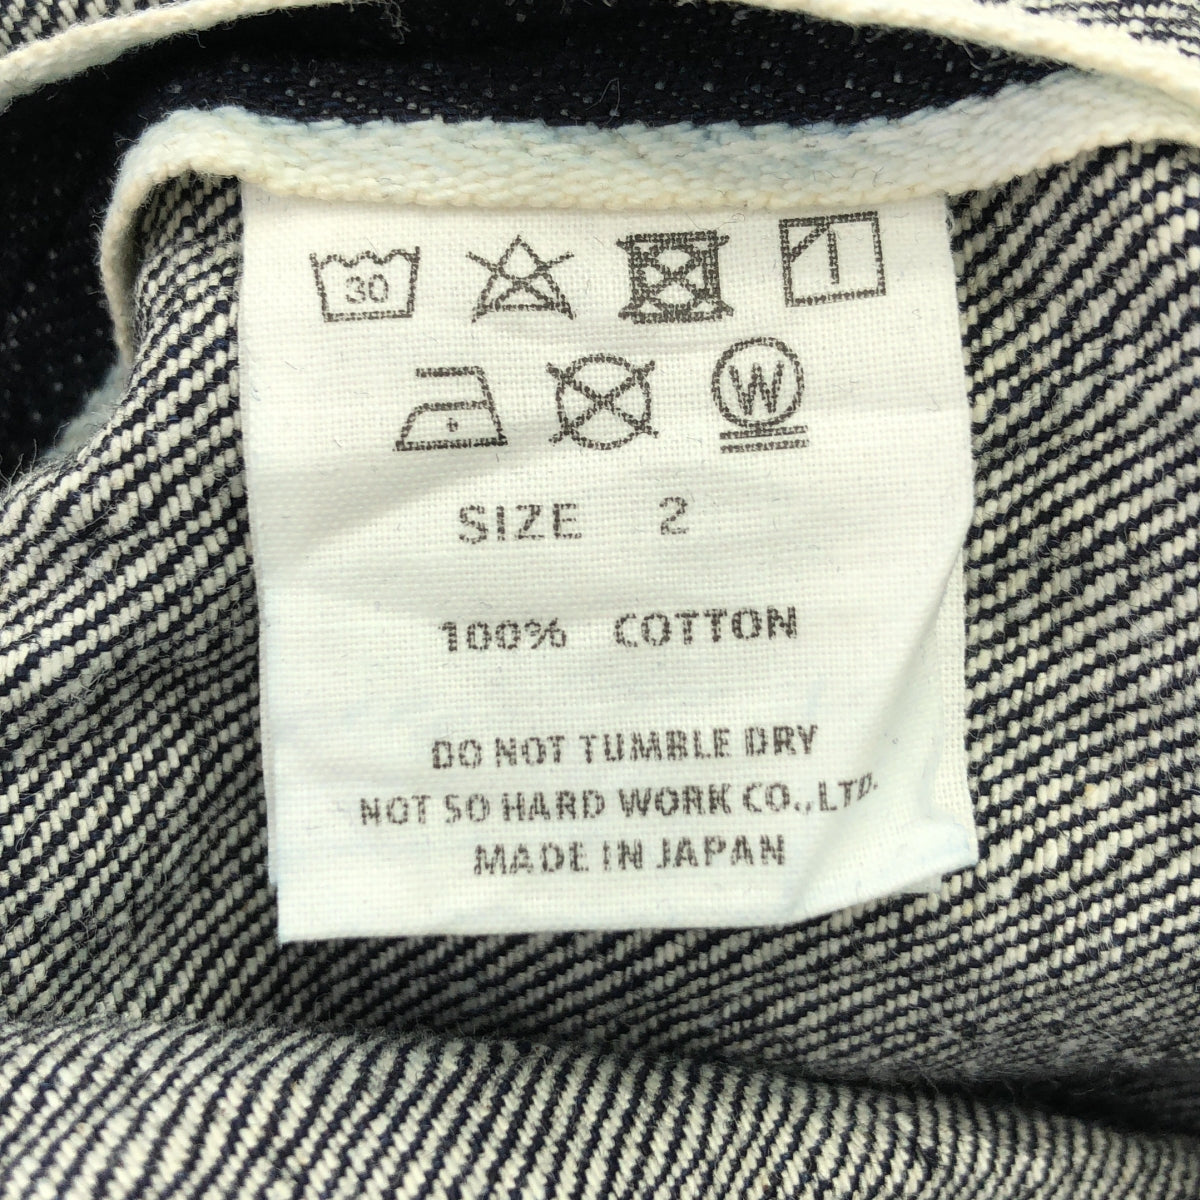 30
W
SIZE 2
100% COTTON
DO NOT TUMBLE DRY
NOT SO HARD WORK CO.,LTD.
MADE IN JAPAN